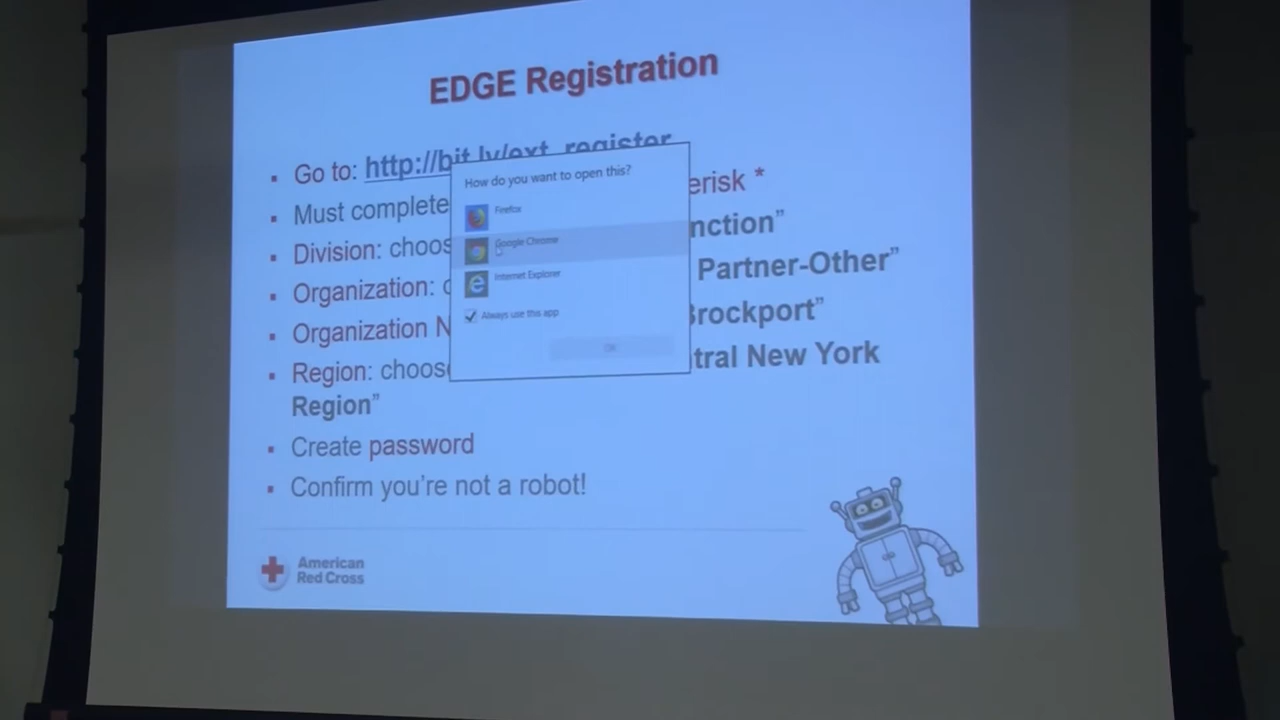 EDGE Registration
Go to: http://bit.ly/ext_register
Must complete erisk *
Division: choos nction”
Organization: c Partner-Other”
Organization N Brockport”
Region: choose tral New York
Region”
Create password
Confirm you’re not a robot!
How do you want to open this?
Firefox
Google Chrome
Internet Explorer
Always use this app
OK
American
Red Cross